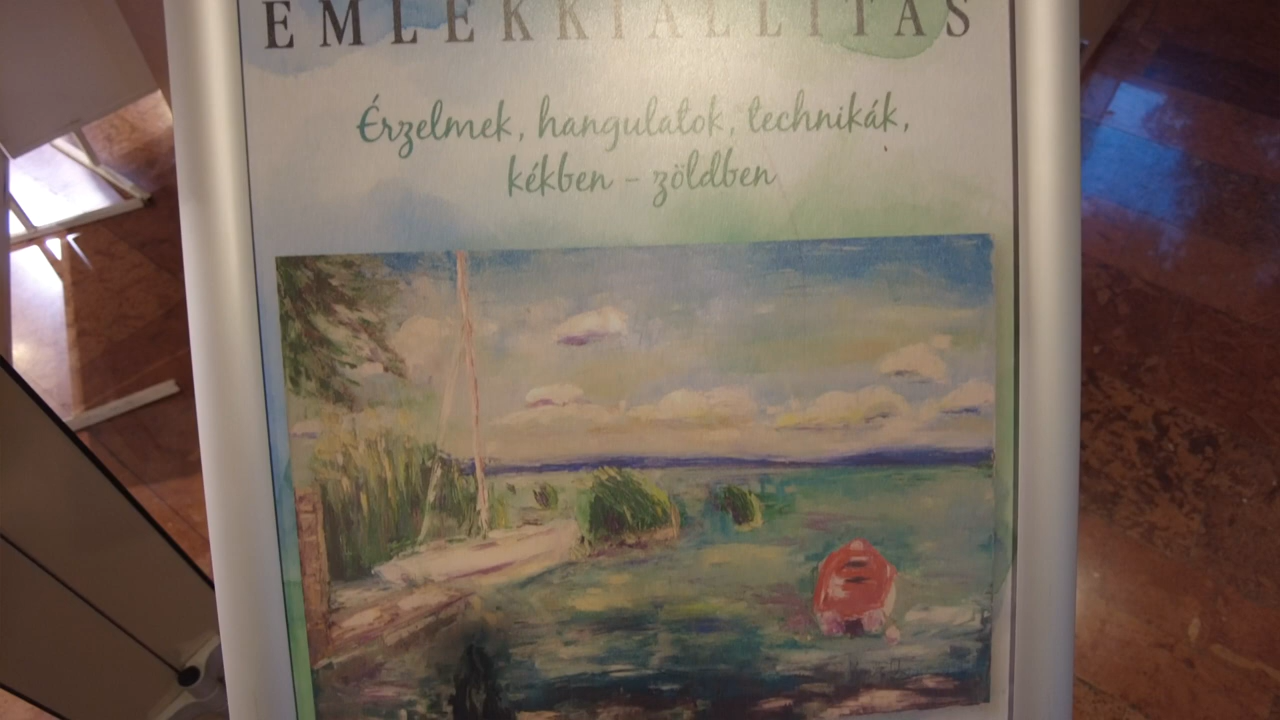 EMLÉKKIÁLLÍTÁS
Érzelmek, hangulatok, technikák,
kékben – zöldben